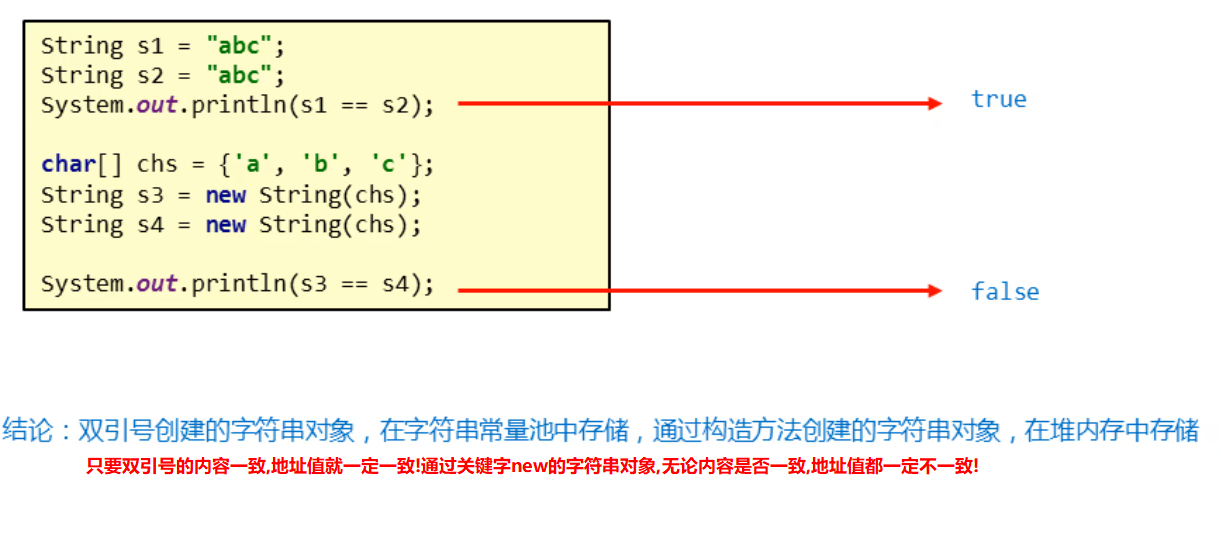 String s1 = "abc";
String s2 = "abc";
System.out.println(s1 == s2);
true
char[] chs = {'a', 'b', 'c'};
String s3 = new String(chs);
String s4 = new String(chs);
System.out.println(s3 == s4);
false
结论：双引号创建的字符串对象，在字符串常量池中存储，通过构造方法创建的字符串对象，在堆内存中存储
只要双引号的内容一致,地址值就一定一致!通过关键字new的字符串对象,无论内容是否一致,地址值都一定不一致!